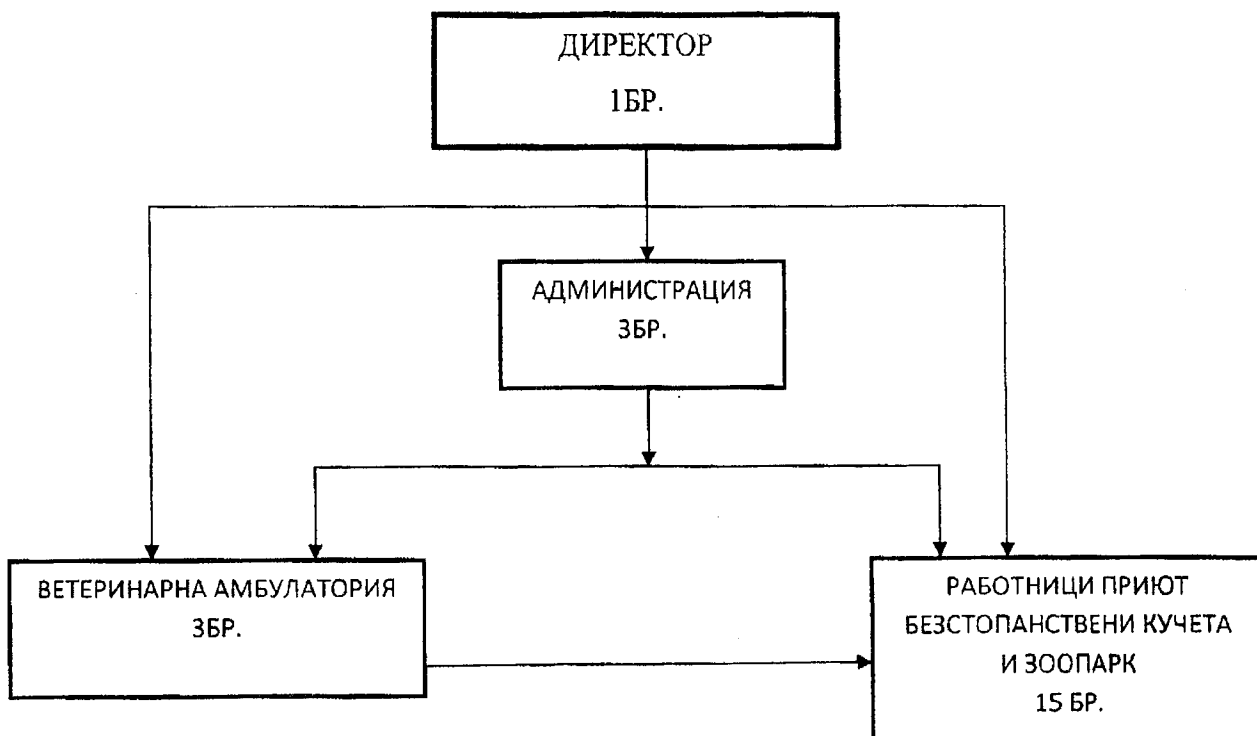 ДИРЕКТОР
1БР.
АДМИНИСТРАЦИЯ
3БР.
ВЕТЕРИНАРНА АМБУЛАТОРИЯ
3БР.
РАБОТНИЦИ ПРИЮТ
БЕЗСТОПАНСТВЕНИ КУЧЕТА
И ЗООПАРК
15 БР.